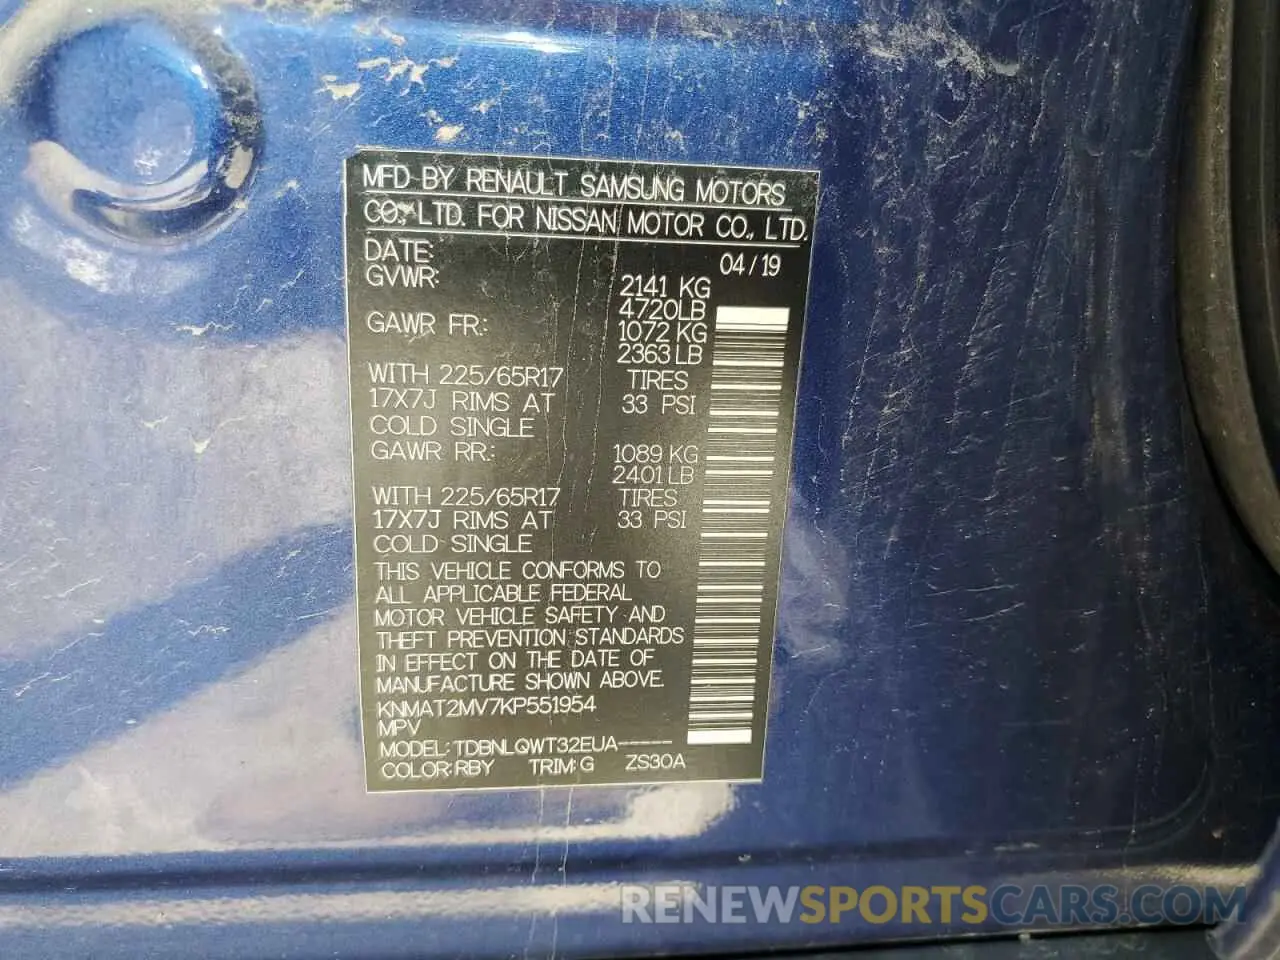 MFD BY RENAULT SAMSUNG MOTORS
CO., LTD. FOR NISSAN MOTOR CO., LTD.
DATE: 04/19
GVWR: 2141 KG
4720LB
GAWR FR.: 1072 KG
2363LB
WITH 225/65R17 TIRES
17X7J RIMS AT 33 PSI
COLD SINGLE
GAWR RR.: 1089 KG
2401LB
WITH 225/65R17 TIRES
17X7J RIMS AT 33 PSI
COLD SINGLE
THIS VEHICLE CONFORMS TO
ALL APPLICABLE FEDERAL
MOTOR VEHICLE SAFETY AND
THEFT PREVENTION STANDARDS
IN EFFECT ON THE DATE OF
MANUFACTURE SHOWN ABOVE.
KNMAT2MV7KP551954
MPV
MODEL: TDBNLQWT32EUA-----
COLOR:RBY TRIM:G ZS30A
RENEWSPORTSCARS.COM